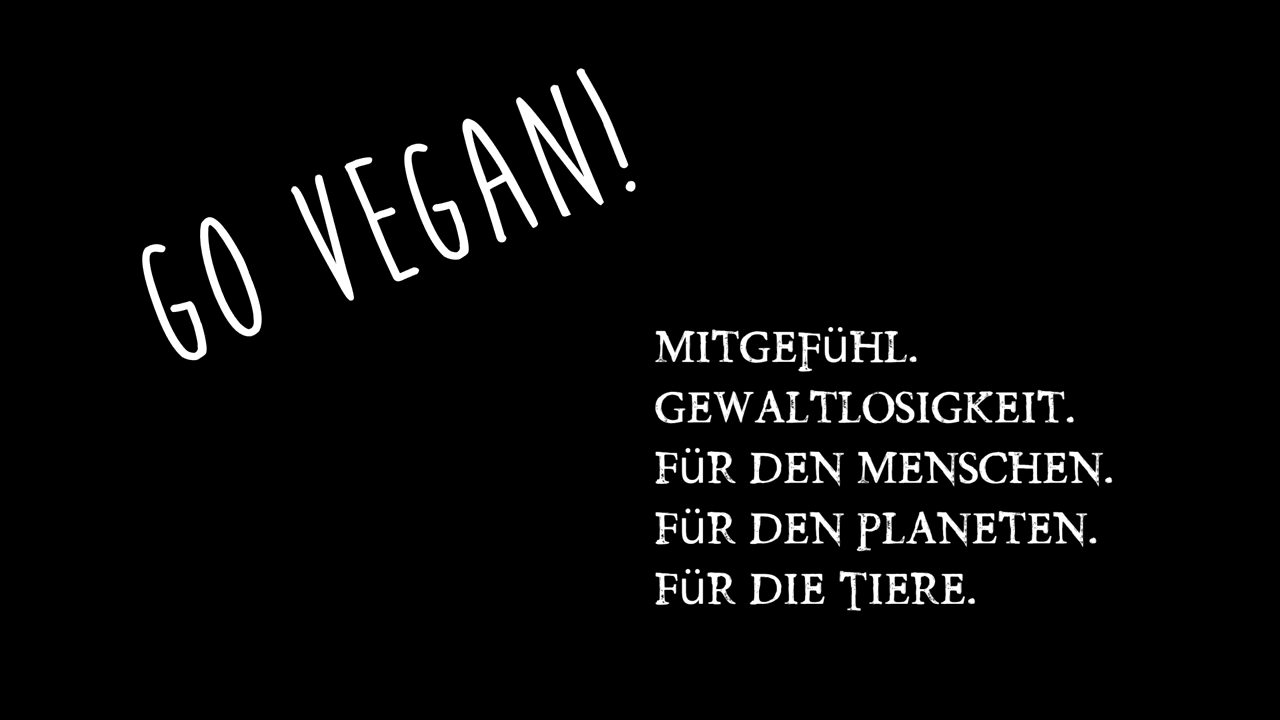 GO VEGAN!
MITGEFÜHL.
GEWALTLOSIGKEIT.
FÜR DEN MENSCHEN.
FÜR DEN PLANETEN.
FÜR DIE TIERE.